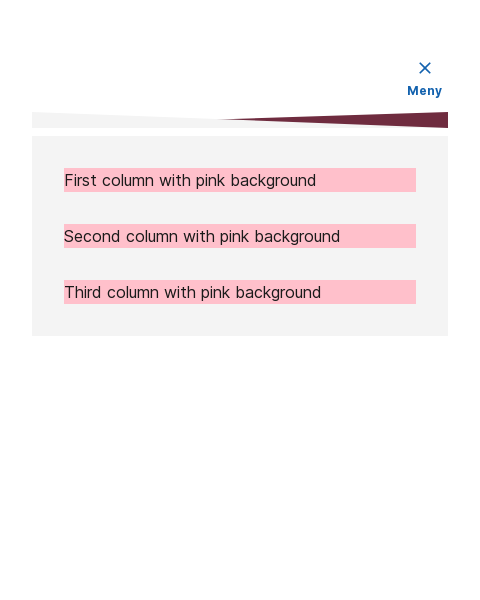 Meny
First column with pink background
Second column with pink background
Third column with pink background